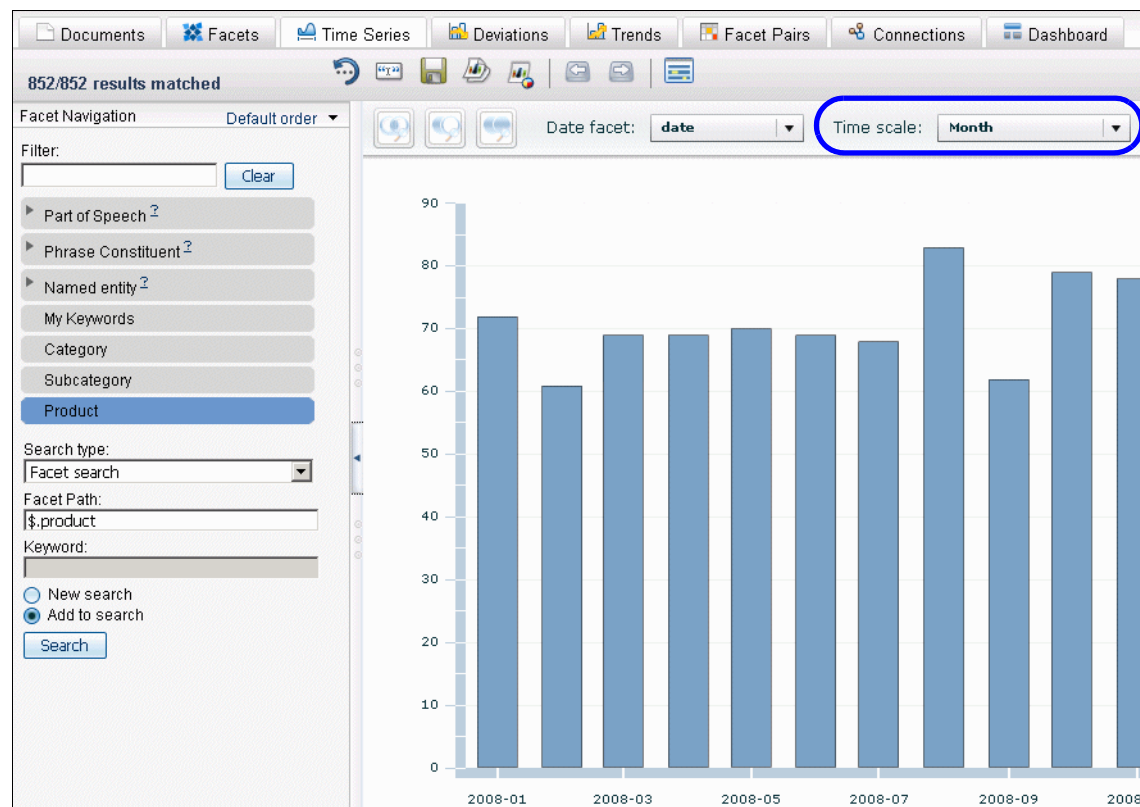 Documents
Facets
Time Series
Deviations
Trends
Facet Pairs
Connections
Dashboard
852/852 results matched
"T"
Facet Navigation
Default order
Filter:
Clear
Part of Speech ?
Phrase Constituent ?
Named entity ?
My Keywords
Category
Subcategory
Product
Search type:
Facet search
Facet Path:
$.product
Keyword:
New search
Add to search
Search
Date facet: date
Time scale: Month
90
80
70
60
50
40
30
20
10
0
2008-01 2008-03 2008-05 2008-07 2008-09 2008